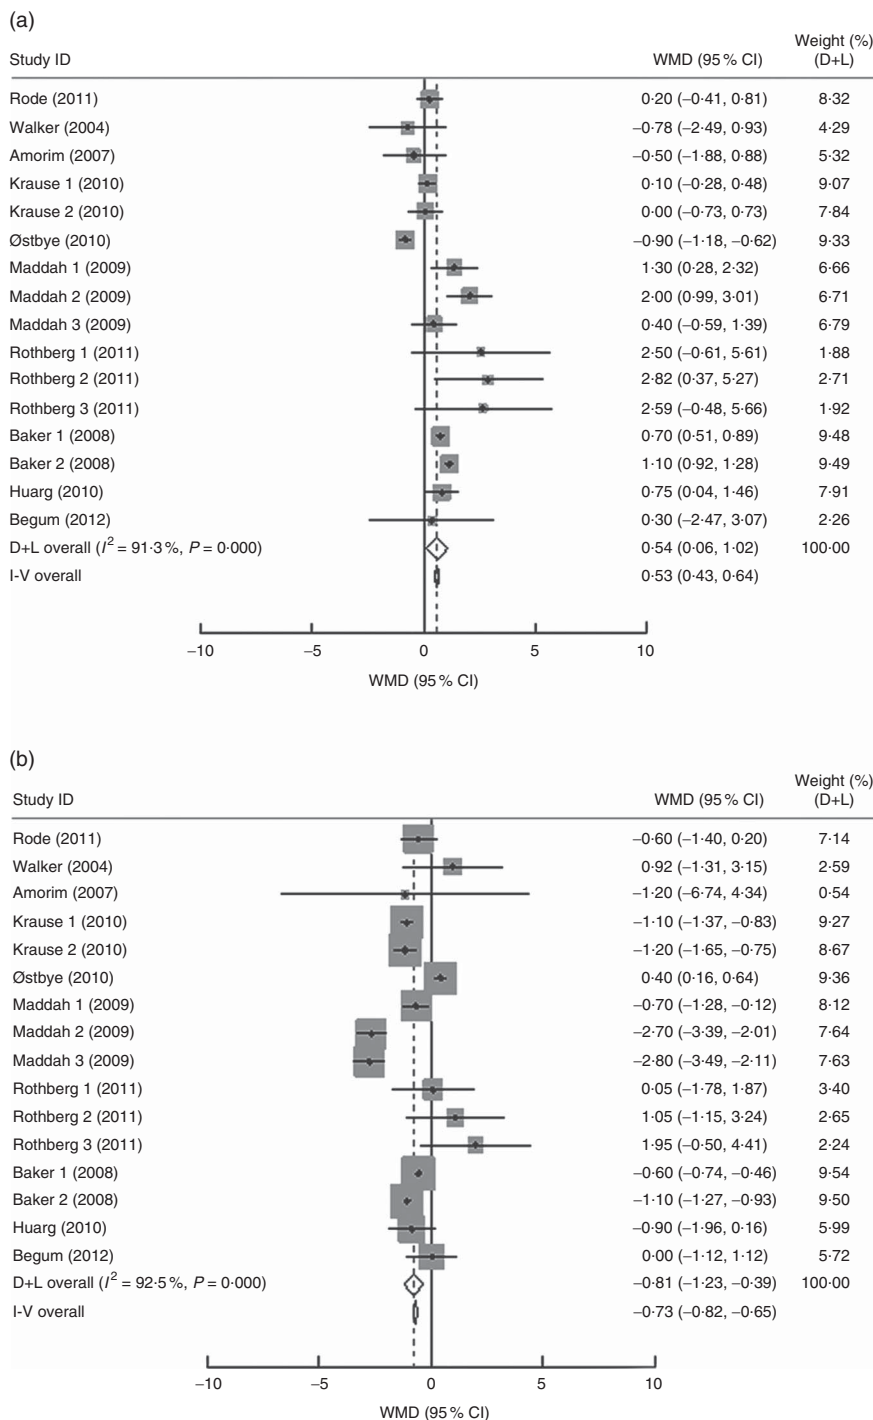 (a)
Study ID WMD (95 % CI) Weight (%) (D+L)
Rode (2011) 0·20 (−0·41, 0·81) 8·32
Walker (2004) −0·78 (−2·49, 0·93) 4·29
Amorim (2007) −0·50 (−1·88, 0·88) 5·32
Krause 1 (2010) 0·10 (−0·28, 0·48) 9·07
Krause 2 (2010) 0·00 (−0·73, 0·73) 7·84
Østbye (2010) −0·90 (−1·18, −0·62) 9·33
Maddah 1 (2009) 1·30 (0·28, 2·32) 6·66
Maddah 2 (2009) 2·00 (0·99, 3·01) 6·71
Maddah 3 (2009) 0·40 (−0·59, 1·39) 6·79
Rothberg 1 (2011) 2·50 (−0·61, 5·61) 1·88
Rothberg 2 (2011) 2·82 (0·37, 5·27) 2·71
Rothberg 3 (2011) 2·59 (−0·48, 5·66) 1·92
Baker 1 (2008) 0·70 (0·51, 0·89) 9·48
Baker 2 (2008) 1·10 (0·92, 1·28) 9·49
Huarg (2010) 0·75 (0·04, 1·46) 7·91
Begum (2012) 0·30 (−2·47, 3·07) 2·26
D+L overall (I² = 91·3 %, P = 0·000) 0·54 (0·06, 1·02) 100·00
I-V overall 0·53 (0·43, 0·64)
−10 −5 0 5 10
WMD (95 % CI)
(b)
Study ID WMD (95 % CI) Weight (%) (D+L)
Rode (2011) −0·60 (−1·40, 0·20) 7·14
Walker (2004) 0·92 (−1·31, 3·15) 2·59
Amorim (2007) −1·20 (−6·74, 4·34) 0·54
Krause 1 (2010) −1·10 (−1·37, −0·83) 9·27
Krause 2 (2010) −1·20 (−1·65, −0·75) 8·67
Østbye (2010) 0·40 (0·16, 0·64) 9·36
Maddah 1 (2009) −0·70 (−1·28, −0·12) 8·12
Maddah 2 (2009) −2·70 (−3·39, −2·01) 7·64
Maddah 3 (2009) −2·80 (−3·49, −2·11) 7·63
Rothberg 1 (2011) 0·05 (−1·78, 1·87) 3·40
Rothberg 2 (2011) 1·05 (−1·15, 3·24) 2·65
Rothberg 3 (2011) 1·95 (−0·50, 4·41) 2·24
Baker 1 (2008) −0·60 (−0·74, −0·46) 9·54
Baker 2 (2008) −1·10 (−1·27, −0·93) 9·50
Huarg (2010) −0·90 (−1·96, 0·16) 5·99
Begum (2012) 0·00 (−1·12, 1·12) 5·72
D+L overall (I² = 92·5 %, P = 0·000) −0·81 (−1·23, −0·39) 100·00
I-V overall −0·73 (−0·82, −0·65)
−10 −5 0 5 10
WMD (95 % CI)